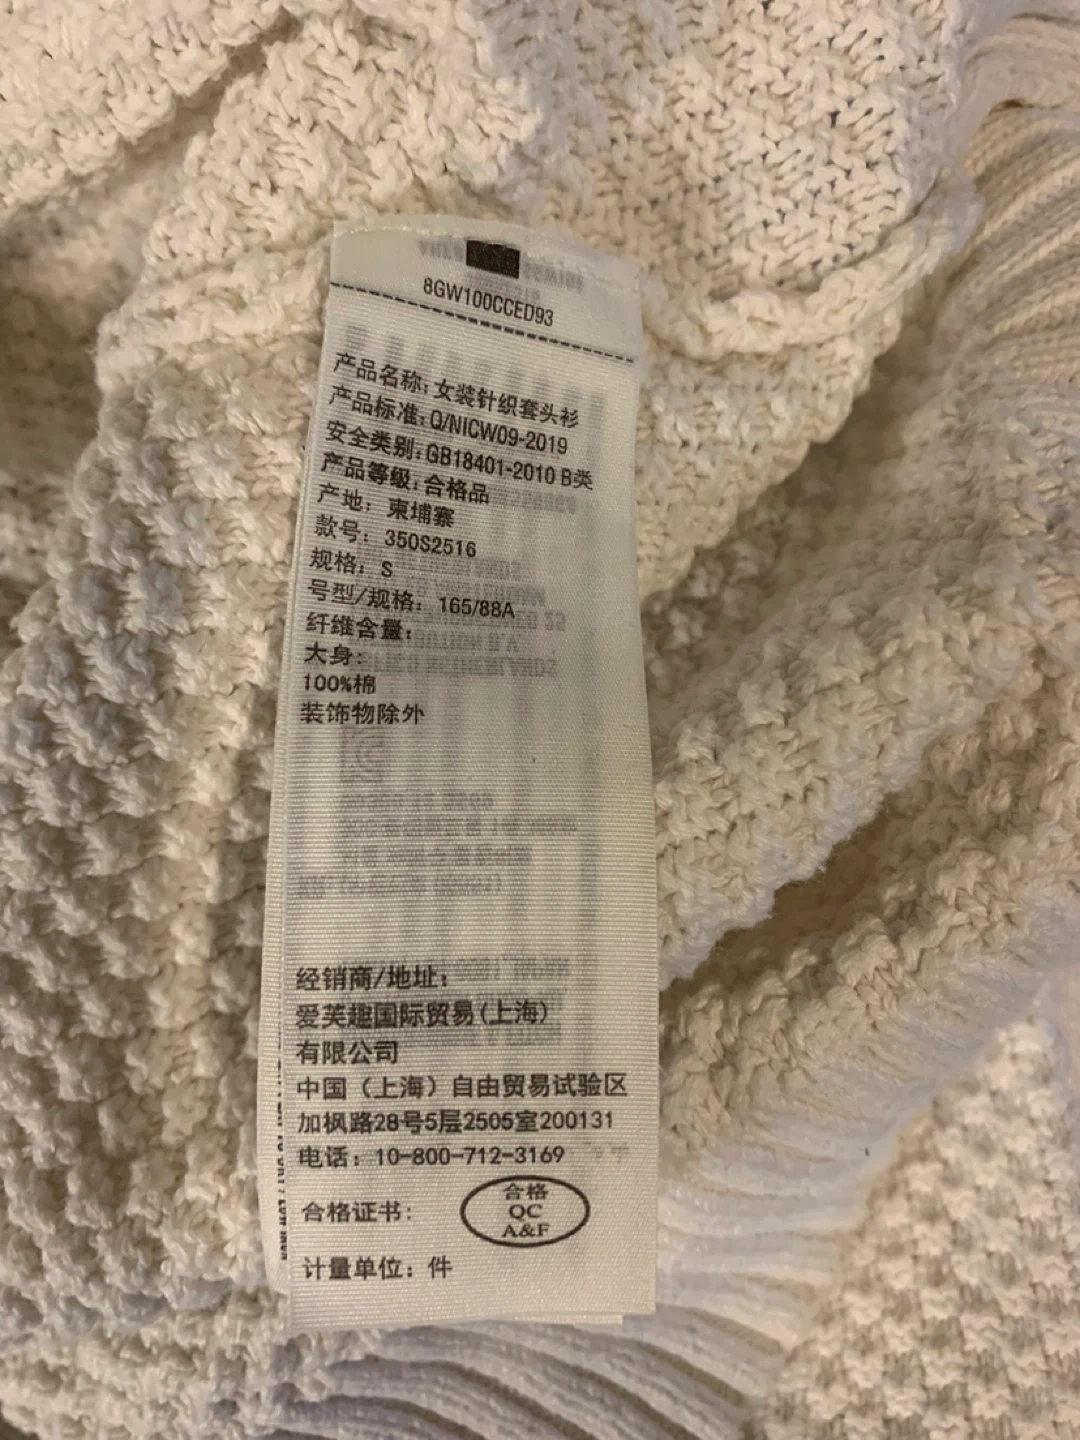 8GW100CCED93
产品名称:女装针织套头衫
产品标准:Q/NICW09-2019
安全类别:GB18401-2010 B类
产品等级:合格品
产地: 柬埔寨
款号: 350S2516
规格: S
号型/规格: 165/88A
纤维含量:
大身:
100%棉
装饰物除外
经销商/地址:
爱芙趣国际贸易(上海)
有限公司
中国(上海)自由贸易试验区
加枫路28号5层2505室200131
电话: 10-800-712-3169
合格证书:
合格
QC
A&F
计量单位: 件